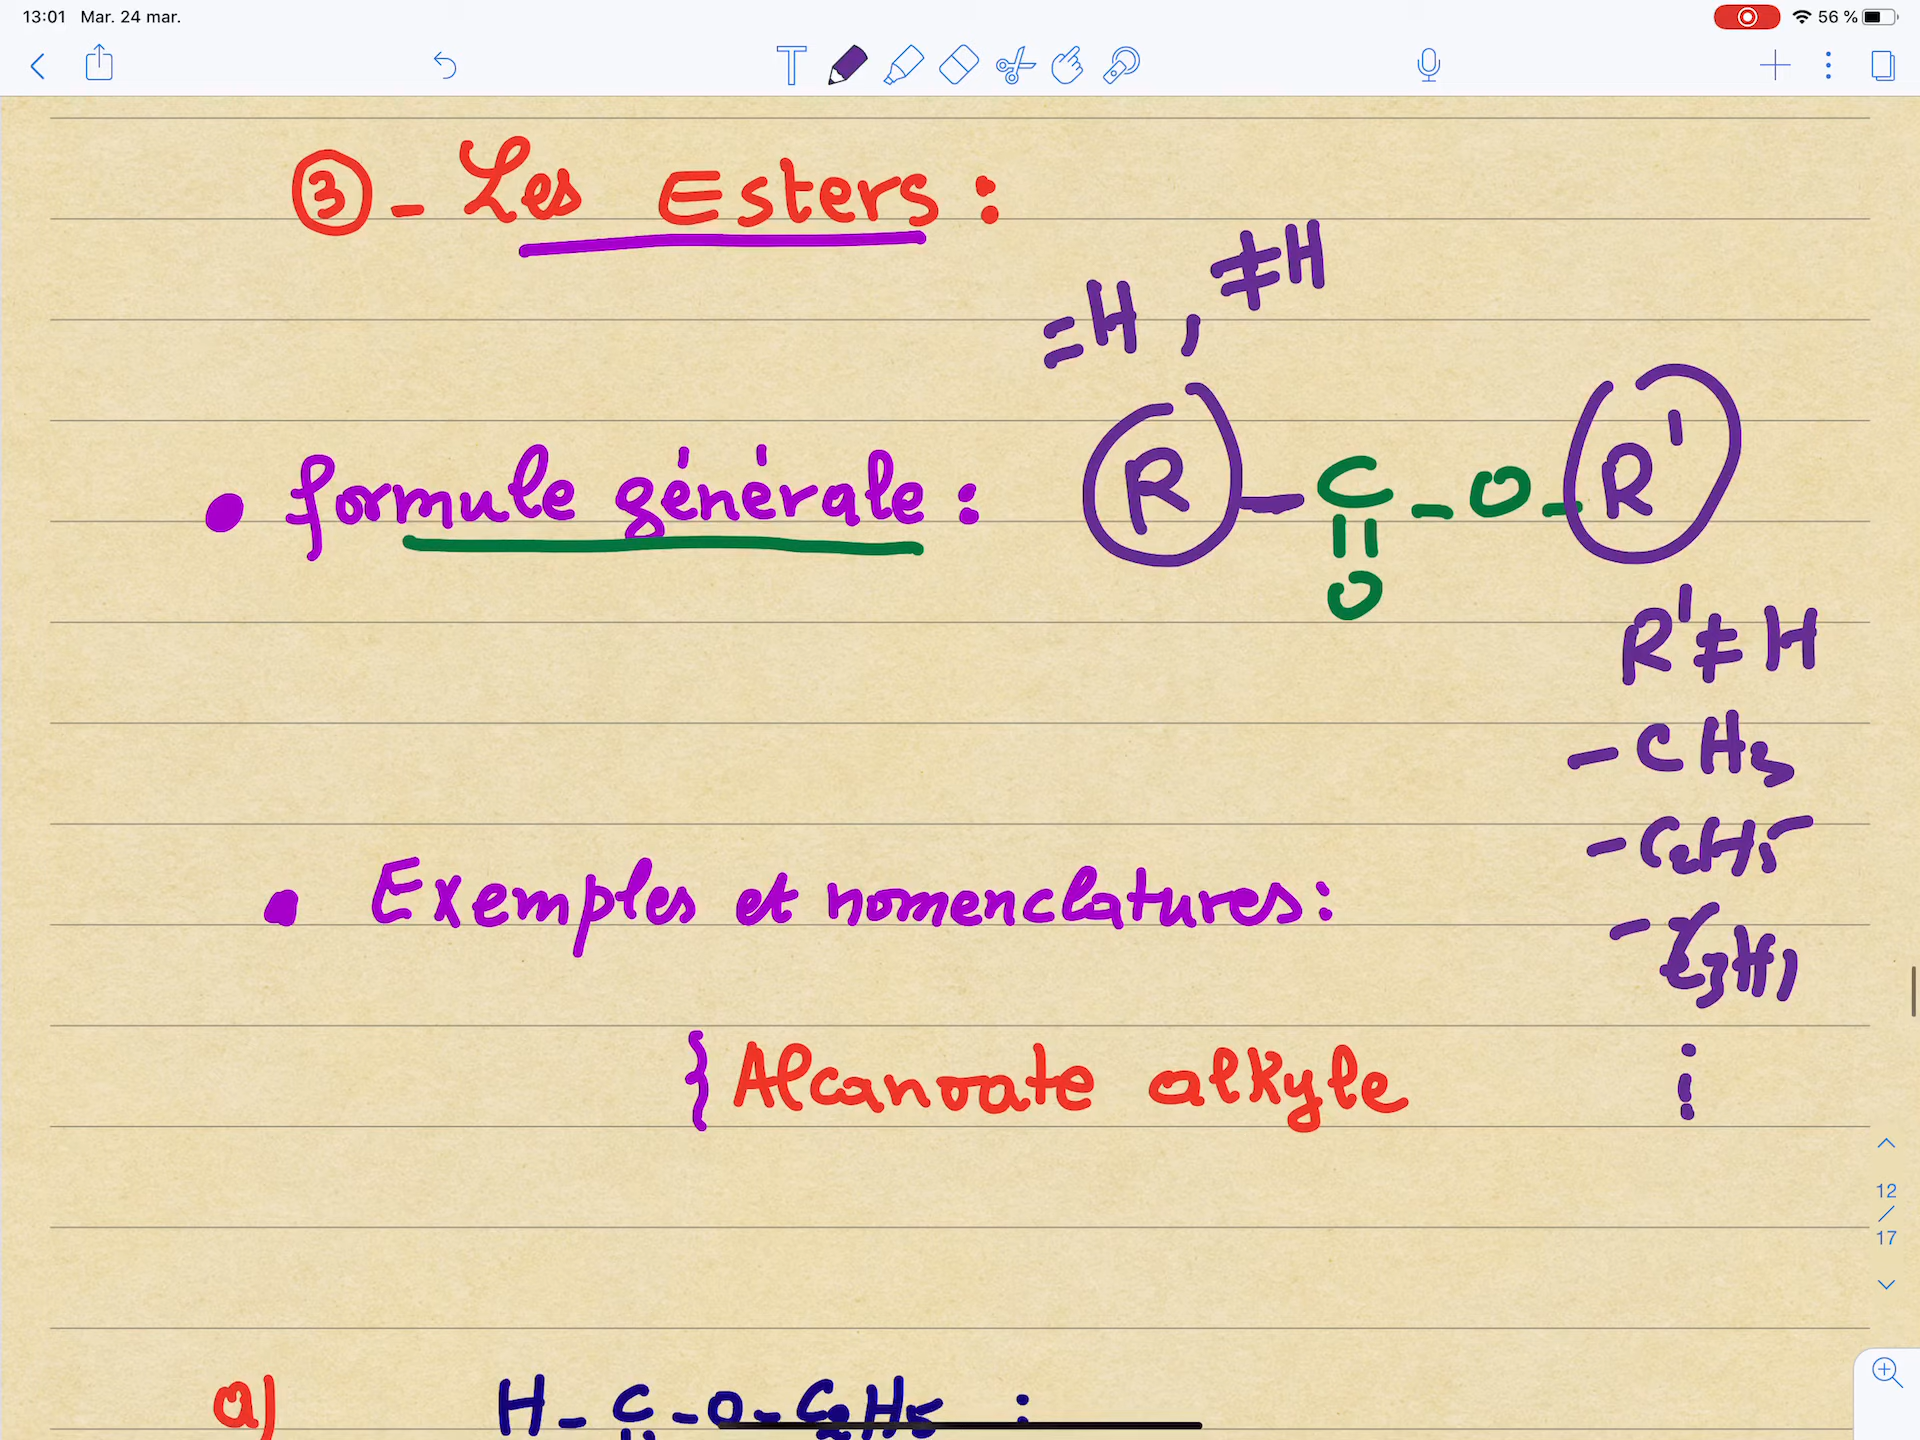 13:01 Mar. 24 mar. 56 %
③ - Les Esters :
=H , ≠H
• formule générale : R - C - O - R'
O
R' ≠ H
- CH3
- C2H5
• Exemples et nomenclatures :
- C3H7
{ Alcanoate alkyle
12
/
17
a) H - C - O - C2H5 :